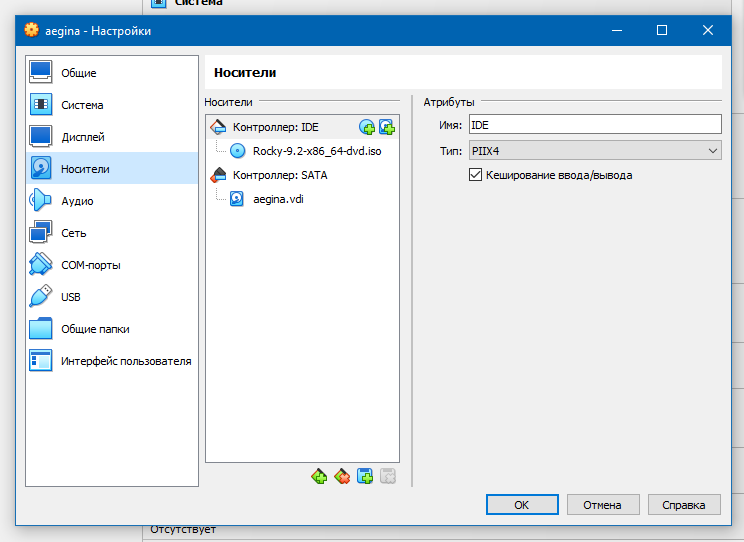 Система
aegina - Настройки
Общие
Система
Дисплей
Носители
Аудио
Сеть
COM-порты
USB
Общие папки
Интерфейс пользователя
Носители
Носители
Контроллер: IDE
Rocky-9.2-x86_64-dvd.iso
Контроллер: SATA
aegina.vdi
Атрибуты
Имя: IDE
Тип: PIIX4
Кеширование ввода/вывода
OK Отмена Справка
Отсутствует